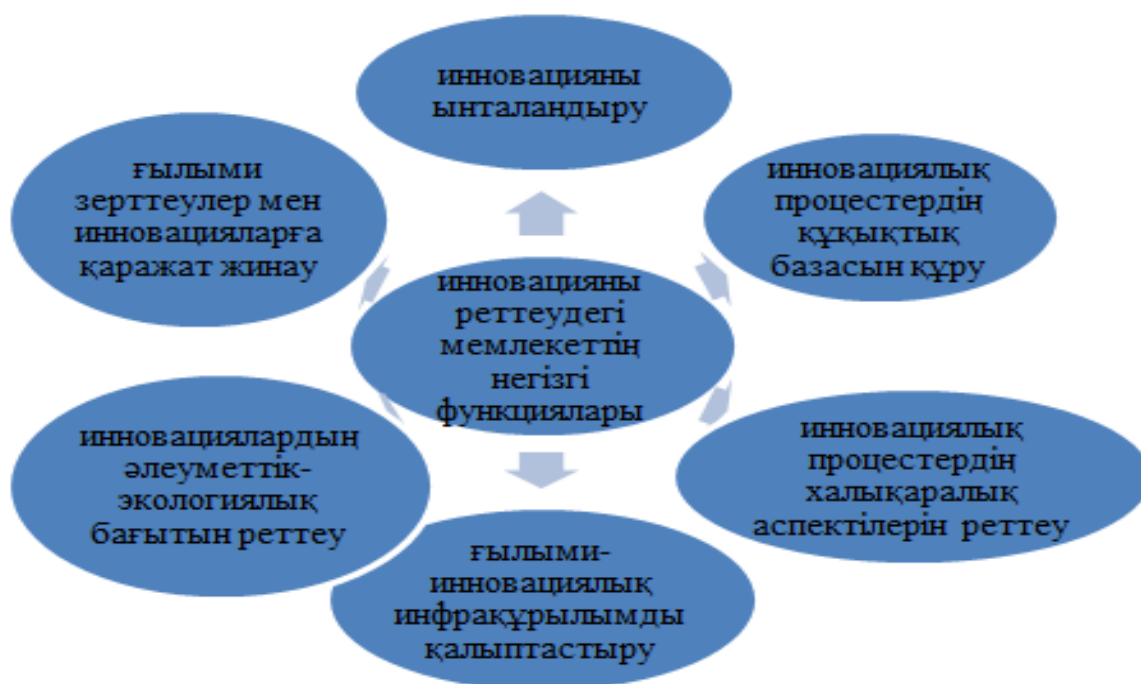 инновацияны
ынталандыру
ғылыми
зерттеулер мен
инновацияларға
қаражат жинау
инновациялық
процестердің
құқықтық
базасын құру
инновацияны
реттеудегі
мемлекеттің
негізгі
функциялары
инновациялардың
әлеуметтік-
экологиялық
бағытын реттеу
инновациялық
процестердің
халықаралық
аспектілерін реттеу
ғылыми-
инновациялық
инфрақұрылымды
қалыптастыру